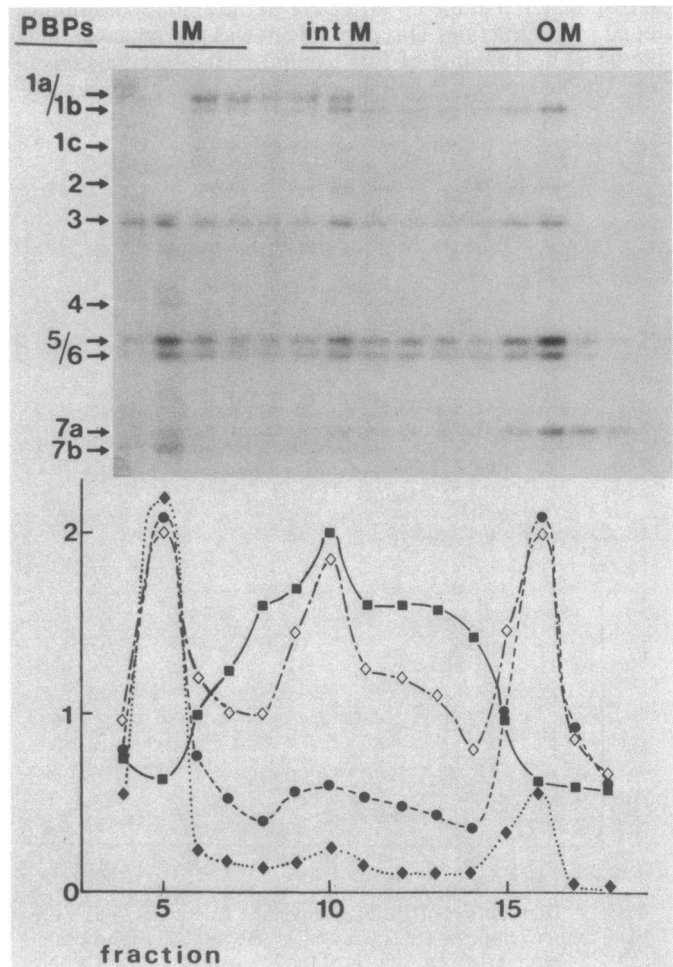 PBPs IM int M OM
1a/1b→
1c→
2→
3→
4→
5/6→
7a→
7b→
2
1
0
5 10 15
fraction